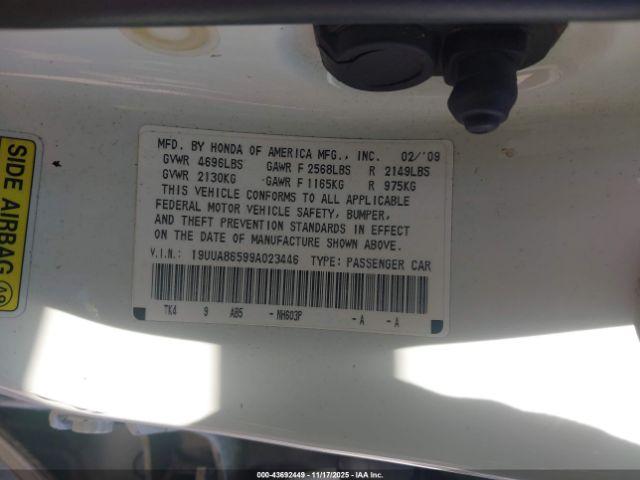 MFD. BY HONDA OF AMERICA MFG., INC. 02/'09
GVWR 4696LBS GAWR F 2568LBS R 2149LBS
GVWR 2130KG GAWR F 1165KG R 975KG
THIS VEHICLE CONFORMS TO ALL APPLICABLE
FEDERAL MOTOR VEHICLE SAFETY, BUMPER,
AND THEFT PREVENTION STANDARDS IN EFFECT
ON THE DATE OF MANUFACTURE SHOWN ABOVE.
V.I.N.: 19UUA86599A023446 TYPE: PASSENGER CAR
TK4 9 AB5 -NH603P -A -A
SIDE AIRBAG
000-43692449 - 11/17/2025 - Copyright IAA Inc.